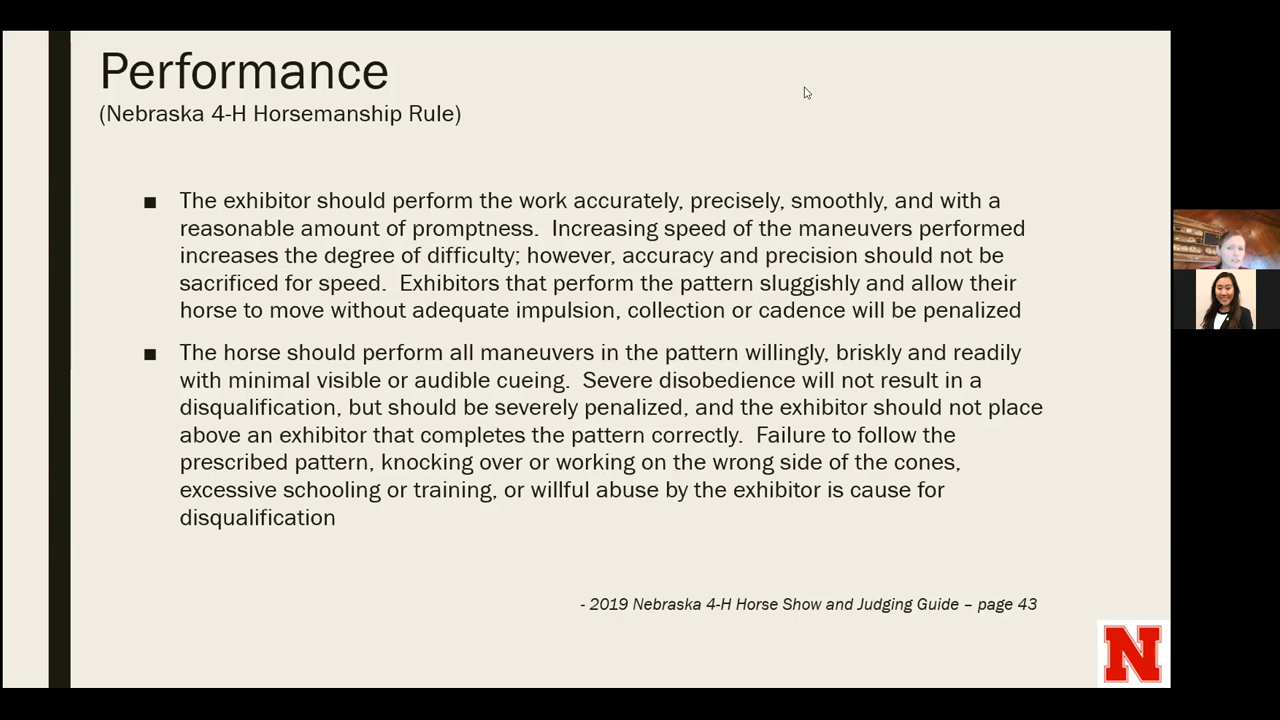 Performance
(Nebraska 4-H Horsemanship Rule)
■ The exhibitor should perform the work accurately, precisely, smoothly, and with a
reasonable amount of promptness.  Increasing speed of the maneuvers performed
increases the degree of difficulty; however, accuracy and precision should not be
sacrificed for speed.  Exhibitors that perform the pattern sluggishly and allow their
horse to move without adequate impulsion, collection or cadence will be penalized
■ The horse should perform all maneuvers in the pattern willingly, briskly and readily
with minimal visible or audible cueing.  Severe disobedience will not result in a
disqualification, but should be severely penalized, and the exhibitor should not place
above an exhibitor that completes the pattern correctly.  Failure to follow the
prescribed pattern, knocking over or working on the wrong side of the cones,
excessive schooling or training, or willful abuse by the exhibitor is cause for
disqualification
- 2019 Nebraska 4-H Horse Show and Judging Guide – page 43
N